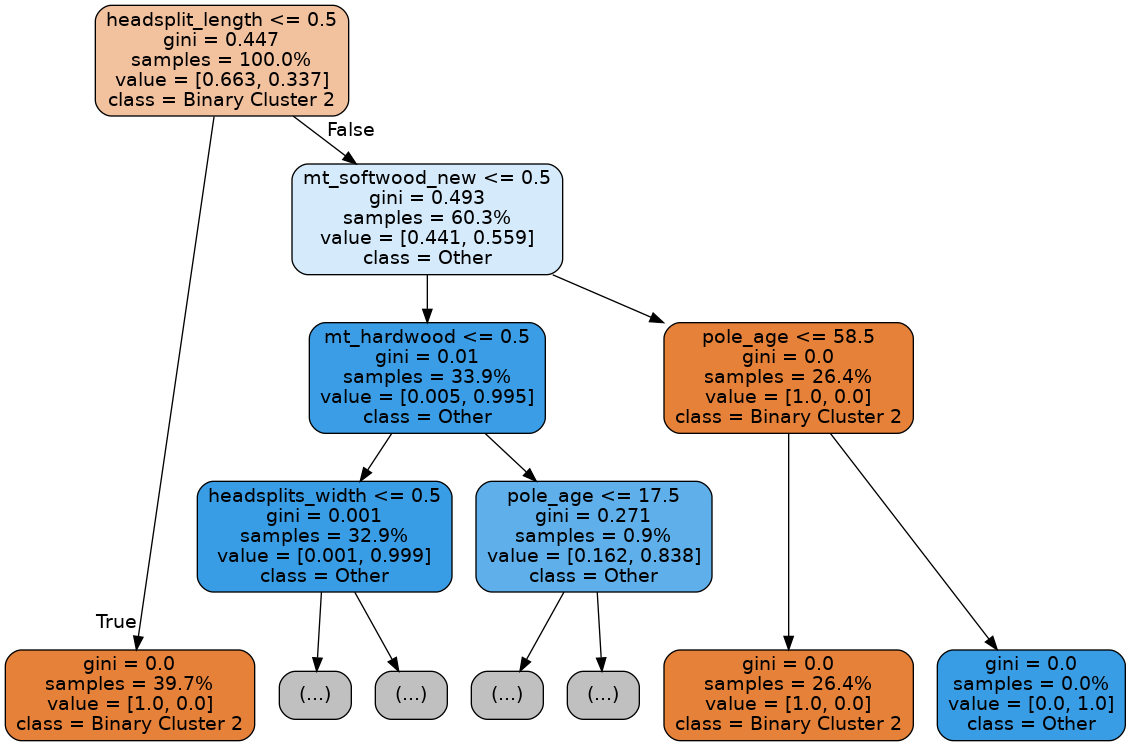 headsplit_length <= 0.5
gini = 0.447
samples = 100.0%
value = [0.663, 0.337]
class = Binary Cluster 2
False
mt_softwood_new <= 0.5
gini = 0.493
samples = 60.3%
value = [0.441, 0.559]
class = Other
mt_hardwood <= 0.5
gini = 0.01
samples = 33.9%
value = [0.005, 0.995]
class = Other
pole_age <= 58.5
gini = 0.0
samples = 26.4%
value = [1.0, 0.0]
class = Binary Cluster 2
headsplits_width <= 0.5
gini = 0.001
samples = 32.9%
value = [0.001, 0.999]
class = Other
pole_age <= 17.5
gini = 0.271
samples = 0.9%
value = [0.162, 0.838]
class = Other
True
gini = 0.0
samples = 39.7%
value = [1.0, 0.0]
class = Binary Cluster 2
(...)
(...)
(...)
(...)
gini = 0.0
samples = 26.4%
value = [1.0, 0.0]
class = Binary Cluster 2
gini = 0.0
samples = 0.0%
value = [0.0, 1.0]
class = Other